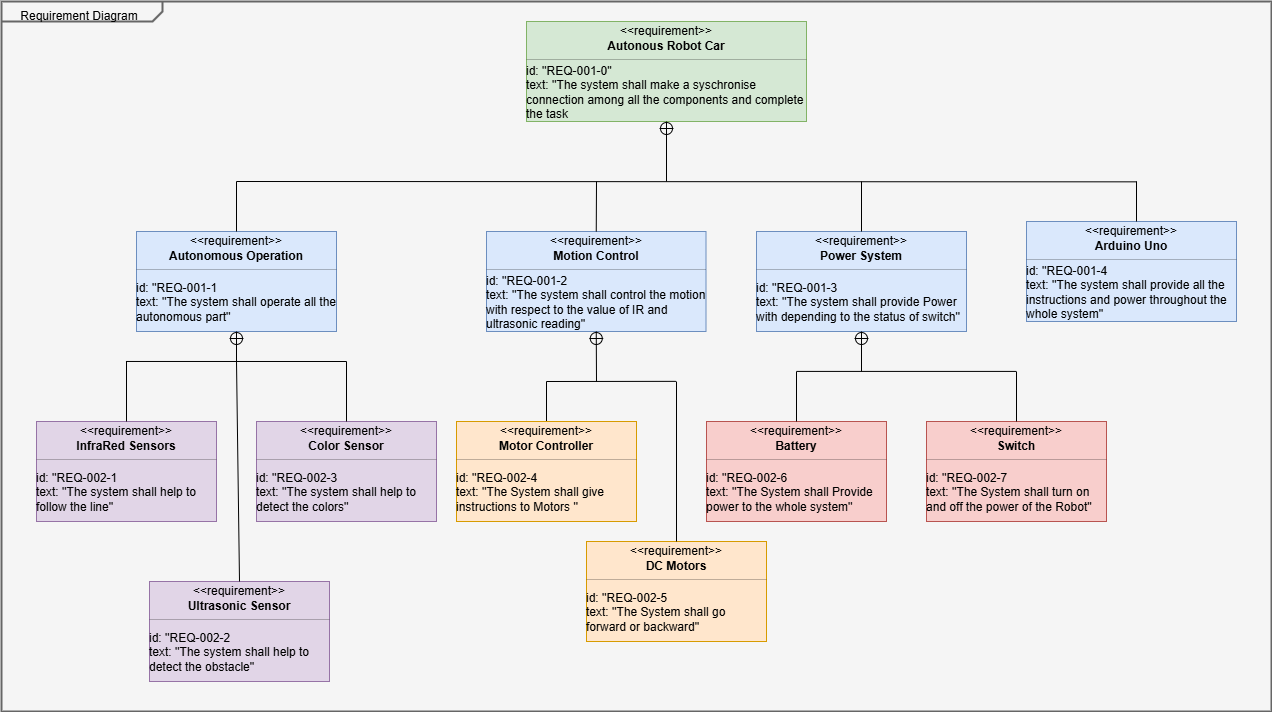 Requirement Diagram
<<requirement>>
Autonous Robot Car
id: "REQ-001-0"
text: "The system shall make a syschronise
connection among all the components and complete
the task
<<requirement>>
Autonomous Operation
id: "REQ-001-1
text: "The system shall operate all the
autonomous part"
<<requirement>>
Motion Control
id: "REQ-001-2
text: "The system shall control the motion
with respect to the value of IR and
ultrasonic reading"
<<requirement>>
Power System
id: "REQ-001-3
text: "The system shall provide Power
with depending to the status of switch"
<<requirement>>
Arduino Uno
id: "REQ-001-4
text: "The system shall provide all the
instructions and power throughout the
whole system"
<<requirement>>
InfraRed Sensors
id: "REQ-002-1
text: "The system shall help to
follow the line"
<<requirement>>
Color Sensor
id: "REQ-002-3
text: "The system shall help to
detect the colors"
<<requirement>>
Motor Controller
id: "REQ-002-4
text: "The System shall give
instructions to Motors "
<<requirement>>
Battery
id: "REQ-002-6
text: "The System shall Provide
power to the whole system"
<<requirement>>
Switch
id: "REQ-002-7
text: "The System shall turn on
and off the power of the Robot"
<<requirement>>
DC Motors
id: "REQ-002-5
text: "The System shall go
forward or backward"
<<requirement>>
Ultrasonic Sensor
id: "REQ-002-2
text: "The system shall help to
detect the obstacle"